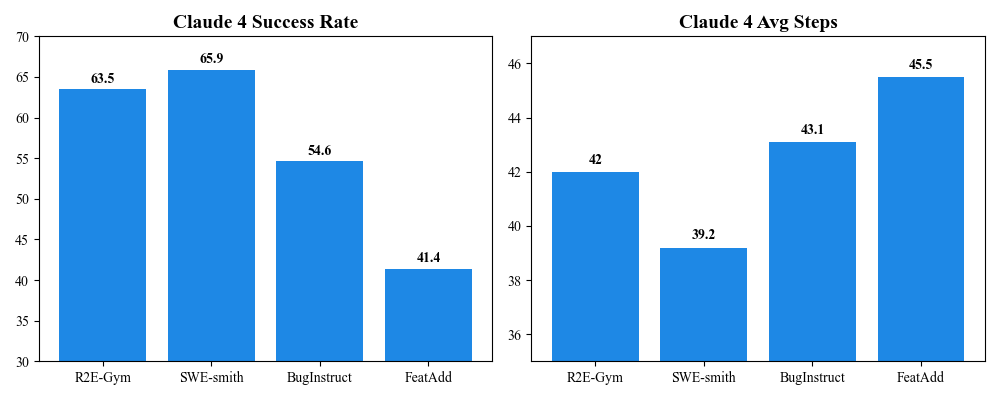 Claude 4 Success Rate
70
65
60
55
50
45
40
35
30
63.5
65.9
54.6
41.4
R2E-Gym
SWE-smith
BugInstruct
FeatAdd
Claude 4 Avg Steps
46
44
42
40
38
36
42
39.2
43.1
45.5
R2E-Gym
SWE-smith
BugInstruct
FeatAdd